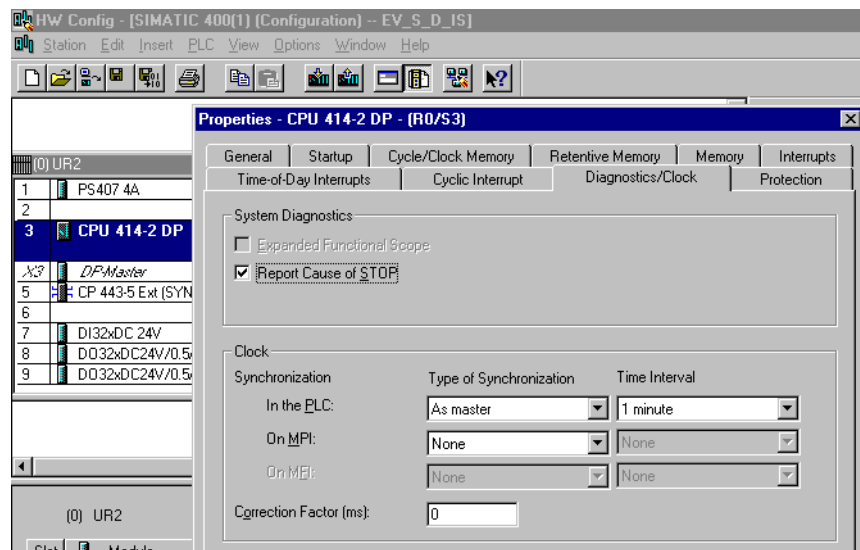 HW Config - [SIMATIC 400(1) (Configuration) -- EV_S_D_IS]
Station Edit Insert PLC View Options Window Help
Properties - CPU 414-2 DP - (R0/S3)
General Startup Cycle/Clock Memory Retentive Memory Memory Interrupts
Time-of-Day Interrupts Cyclic Interrupt Diagnostics/Clock Protection
(0) UR2
1 PS407 4A
2
3 CPU 414-2 DP
X3 DP-Master
5 CP 443-5 Ext (SYN
6
7 DI32xDC 24V
8 DO32xDC24V/0.5
9 DO32xDC24V/0.5
System Diagnostics
Expanded Functional Scope
Report Cause of STOP
Clock
Synchronization Type of Synchronization Time Interval
In the PLC: As master 1 minute
On MPI: None None
On MFI: None None
Correction Factor (ms): 0
(0) UR2
Slot Module